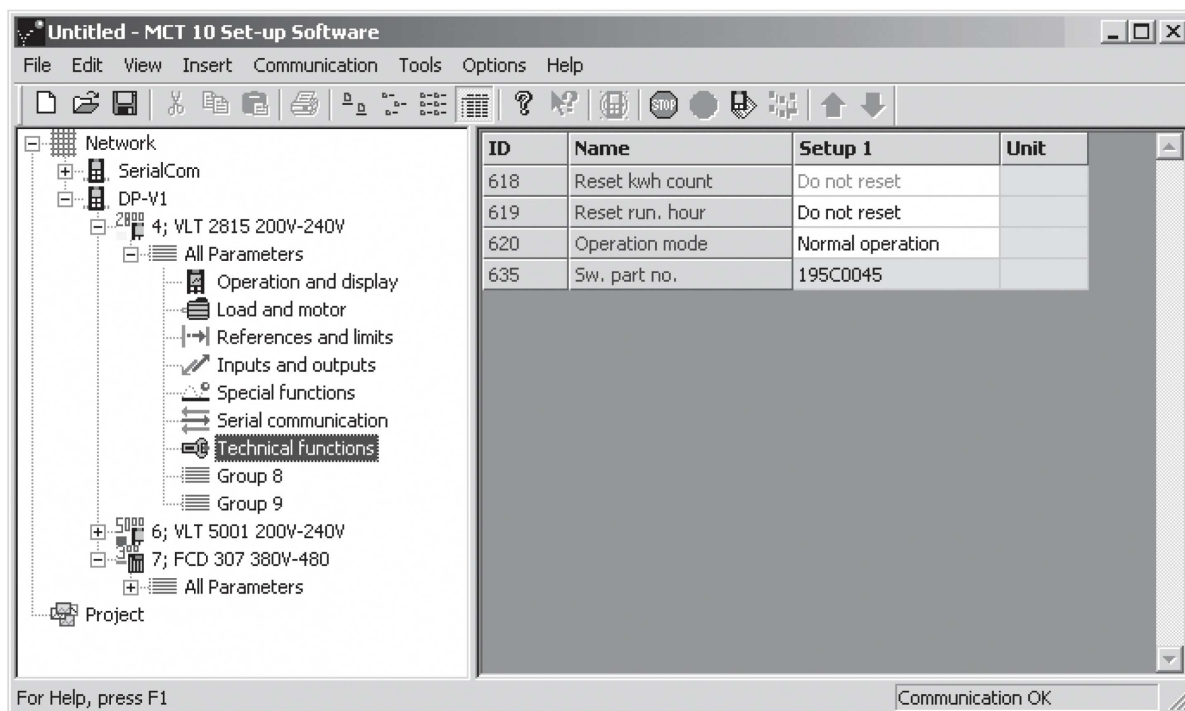 Untitled - MCT 10 Set-up Software
File Edit View Insert Communication Tools Options Help
STOP
Network
SerialCom
DP-V1
2800 4; VLT 2815 200V-240V
All Parameters
Operation and display
Load and motor
References and limits
Inputs and outputs
Special functions
Serial communication
Technical functions
Group 8
Group 9
5000 6; VLT 5001 200V-240V
300 7; FCD 307 380V-480
All Parameters
Project
ID Name Setup 1 Unit
618 Reset kwh count Do not reset
619 Reset run. hour Do not reset
620 Operation mode Normal operation
635 Sw. part no. 195C0045
For Help, press F1
Communication OK